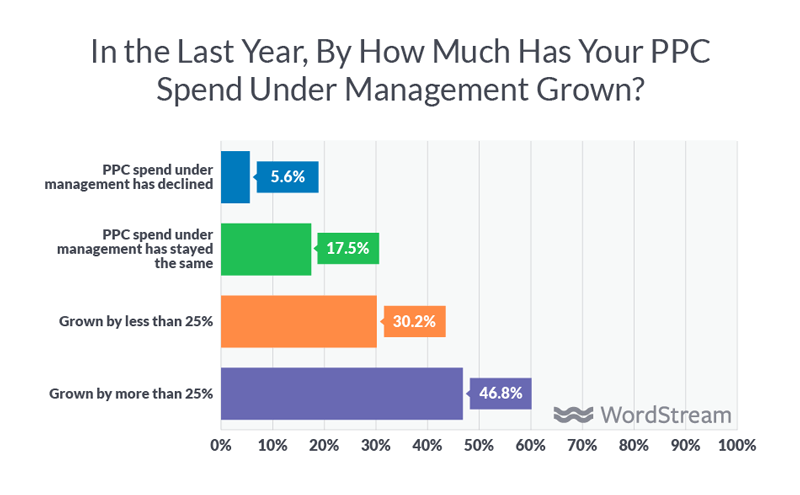 In the Last Year, By How Much Has Your PPC
Spend Under Management Grown?
PPC spend under
management has declined
5.6%
PPC spend under
management has stayed
the same
17.5%
Grown by less than 25%
30.2%
Grown by more than 25%
46.8%
WordStream
0%
10%
20%
30%
40%
50%
60%
70%
80%
90%
100%